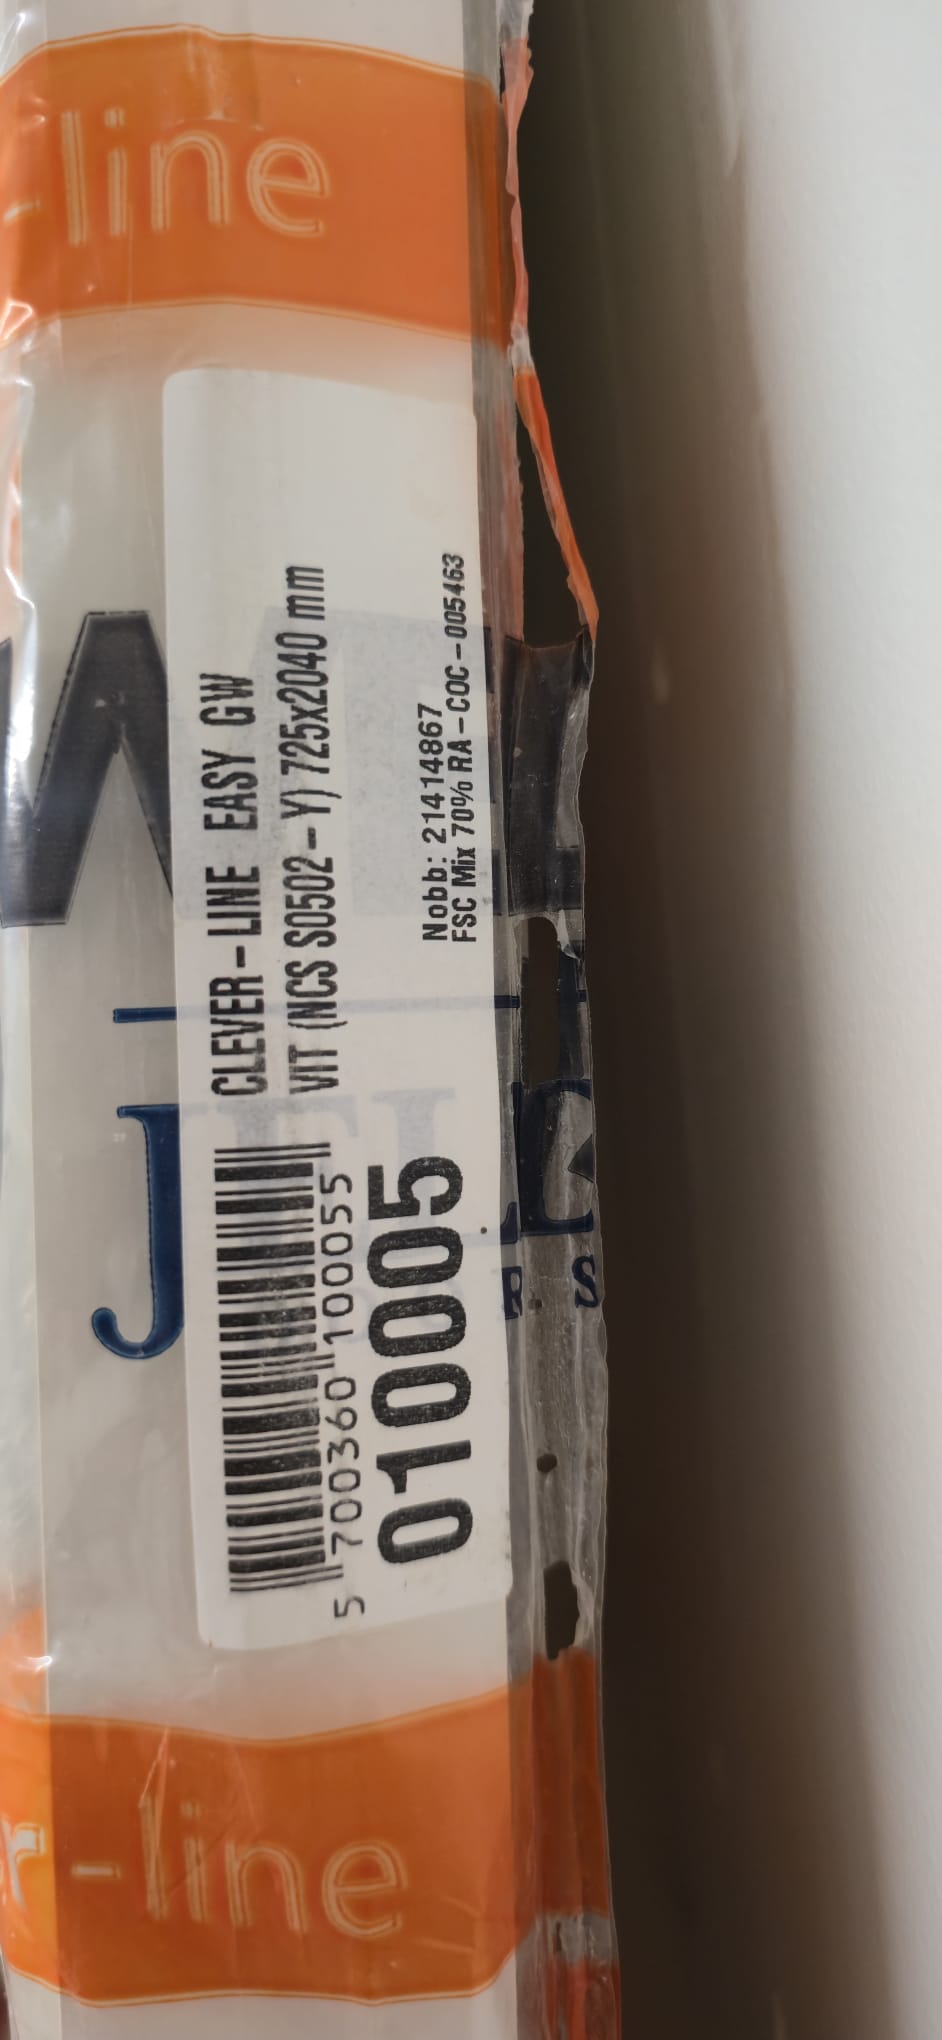 -line
CLEVER-LINE EASY GW
VIT (NCS S0502-Y) 725x2040 mm
Nobb: 21414867
FSC Mix 70% RA-COC-005463
5 700360 100055
010005
r-line